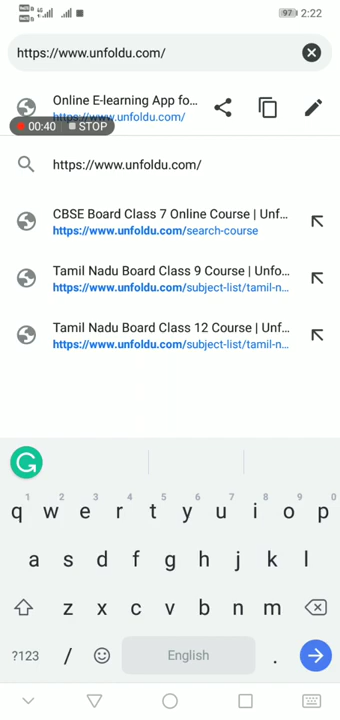 97 2:22
https://www.unfoldu.com/
Online E-learning App fo...
https://www.unfoldu.com/
00:40 STOP
https://www.unfoldu.com/
CBSE Board Class 7 Online Course | Unf...
https://www.unfoldu.com/search-course
Tamil Nadu Board Class 9 Course | Unfo...
https://www.unfoldu.com/subject-list/tamil-n...
Tamil Nadu Board Class 12 Course | Unf...
https://www.unfoldu.com/subject-list/tamil-n...
1 2 3 4 5 6 7 8 9 0
q w e r t y u i o p
a s d f g h j k l
z x c v b n m
?123 / English .